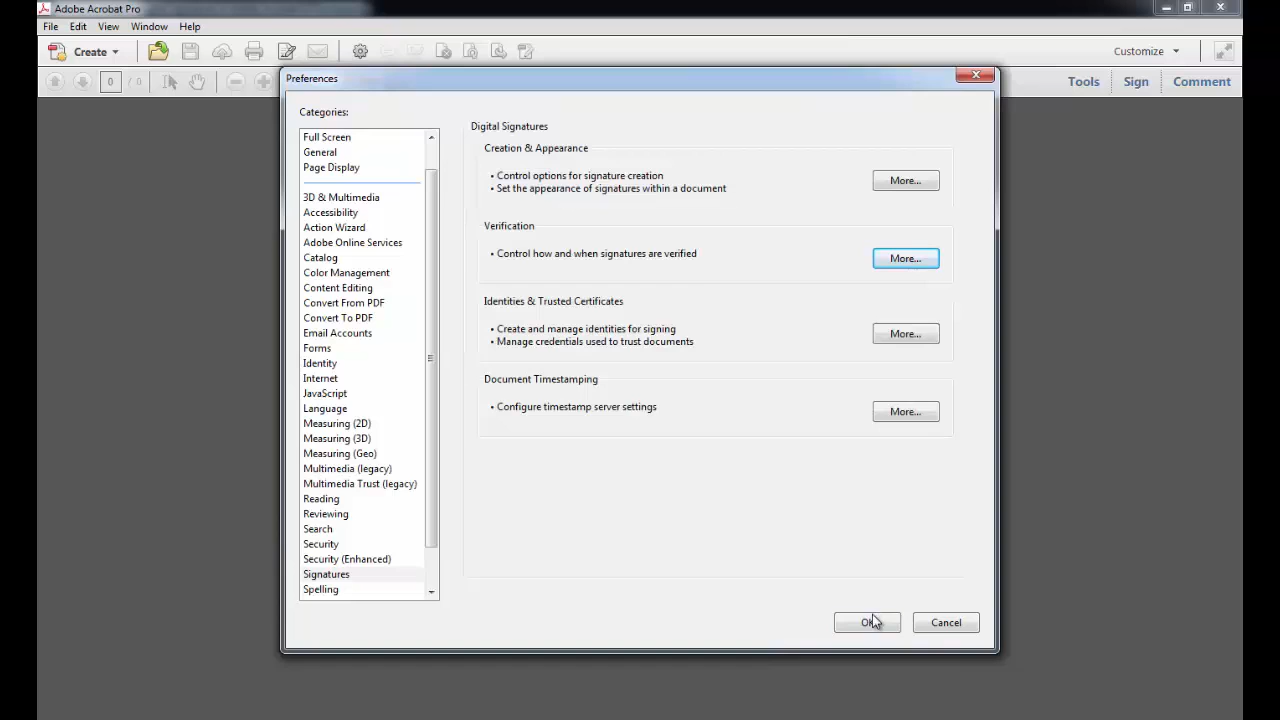 Adobe Acrobat Pro
File Edit View Window Help
Create Customize
0 / 0 Tools Sign Comment
Preferences
Categories:
Full Screen
General
Page Display
3D & Multimedia
Accessibility
Action Wizard
Adobe Online Services
Catalog
Color Management
Content Editing
Convert From PDF
Convert To PDF
Email Accounts
Forms
Identity
Internet
JavaScript
Language
Measuring (2D)
Measuring (3D)
Measuring (Geo)
Multimedia (legacy)
Multimedia Trust (legacy)
Reading
Reviewing
Search
Security
Security (Enhanced)
Signatures
Spelling
Digital Signatures
Creation & Appearance
• Control options for signature creation
• Set the appearance of signatures within a document
More...
Verification
• Control how and when signatures are verified
More...
Identities & Trusted Certificates
• Create and manage identities for signing
• Manage credentials used to trust documents
More...
Document Timestamping
• Configure timestamp server settings
More...
OK Cancel